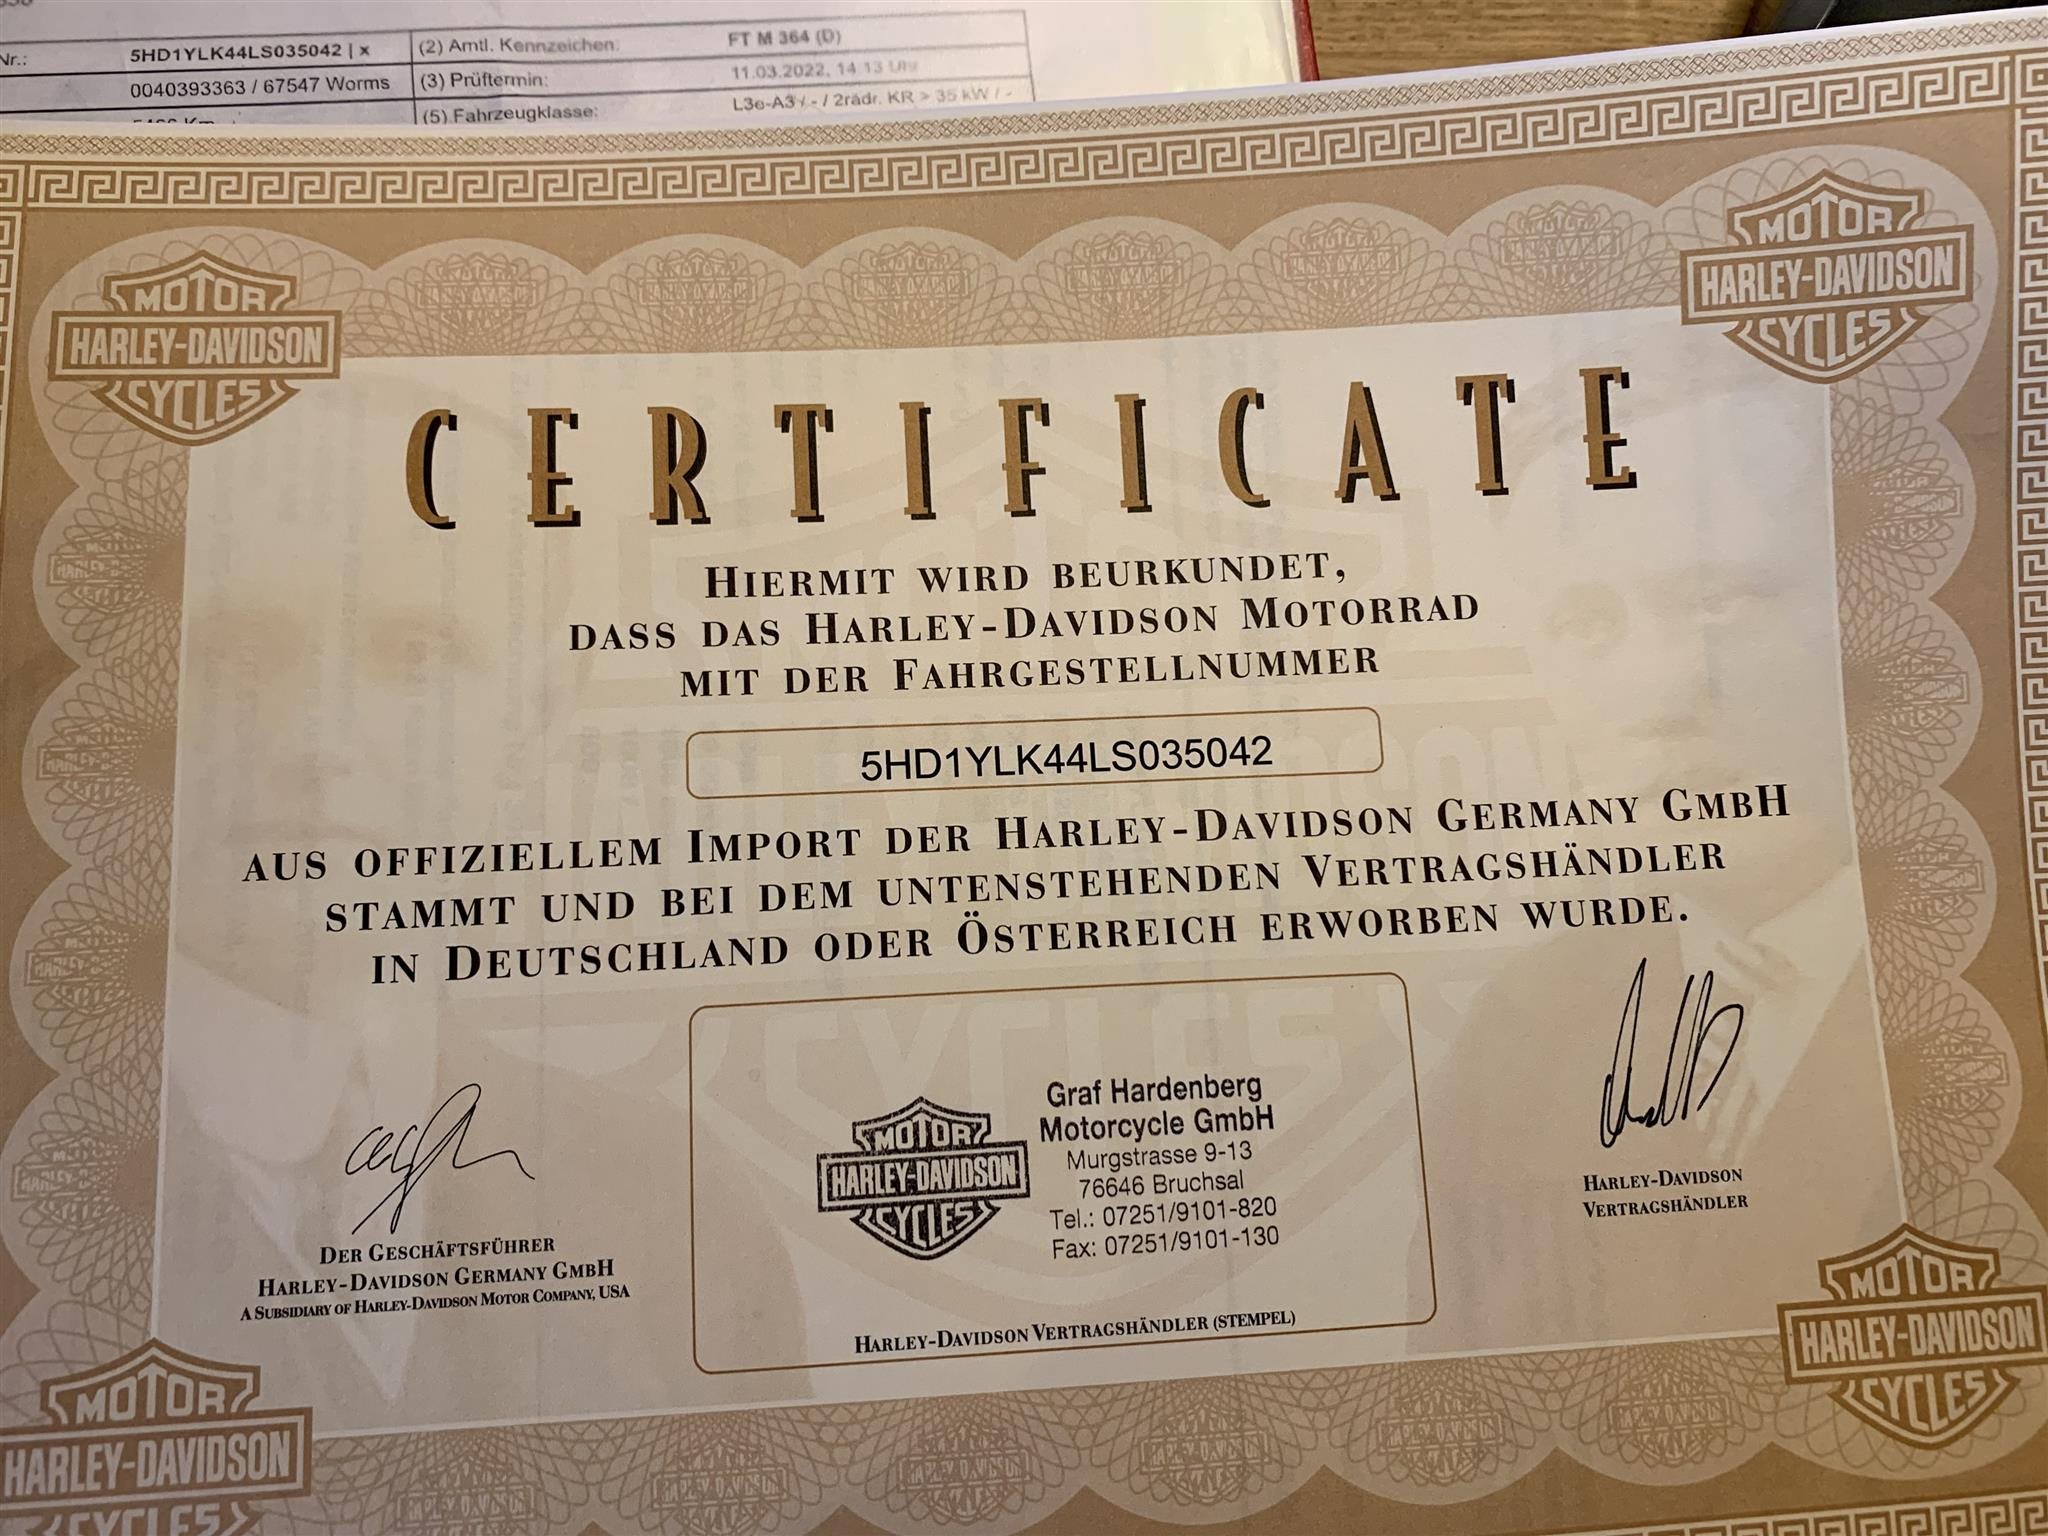 Nr.: 5HD1YLK44LS035042 | x (2) Amtl. Kennzeichen: FT M 364 (D)
0040393363 / 67547 Worms (3) Prüftermin: 11.03.2022, 14:13 Uhr
(5) Fahrzeugklasse: L3e-A3 / - / 2rädr. KR > 35 kW / -
MOTOR
HARLEY-DAVIDSON
CYCLES
MOTOR
HARLEY-DAVIDSON
CYCLES
CERTIFICATE
HIERMIT WIRD BEURKUNDET,
DASS DAS HARLEY-DAVIDSON MOTORRAD
MIT DER FAHRGESTELLNUMMER
5HD1YLK44LS035042
AUS OFFIZIELLEM IMPORT DER HARLEY-DAVIDSON GERMANY GMBH
STAMMT UND BEI DEM UNTENSTEHENDEN VERTRAGSHÄNDLER
IN DEUTSCHLAND ODER ÖSTERREICH ERWORBEN WURDE.
DER GESCHÄFTSFÜHRER
HARLEY-DAVIDSON GERMANY GMBH
A SUBSIDIARY OF HARLEY-DAVIDSON MOTOR COMPANY, USA
MOTOR
HARLEY-DAVIDSON
CYCLES
Graf Hardenberg
Motorcycle GmbH
Murgstrasse 9-13
76646 Bruchsal
Tel.: 07251/9101-820
Fax: 07251/9101-130
HARLEY-DAVIDSON VERTRAGSHÄNDLER (STEMPEL)
HARLEY-DAVIDSON
VERTRAGSHÄNDLER
MOTOR
HARLEY-DAVIDSON
CYCLES
MOTOR
HARLEY-DAVIDSON
CYCLES